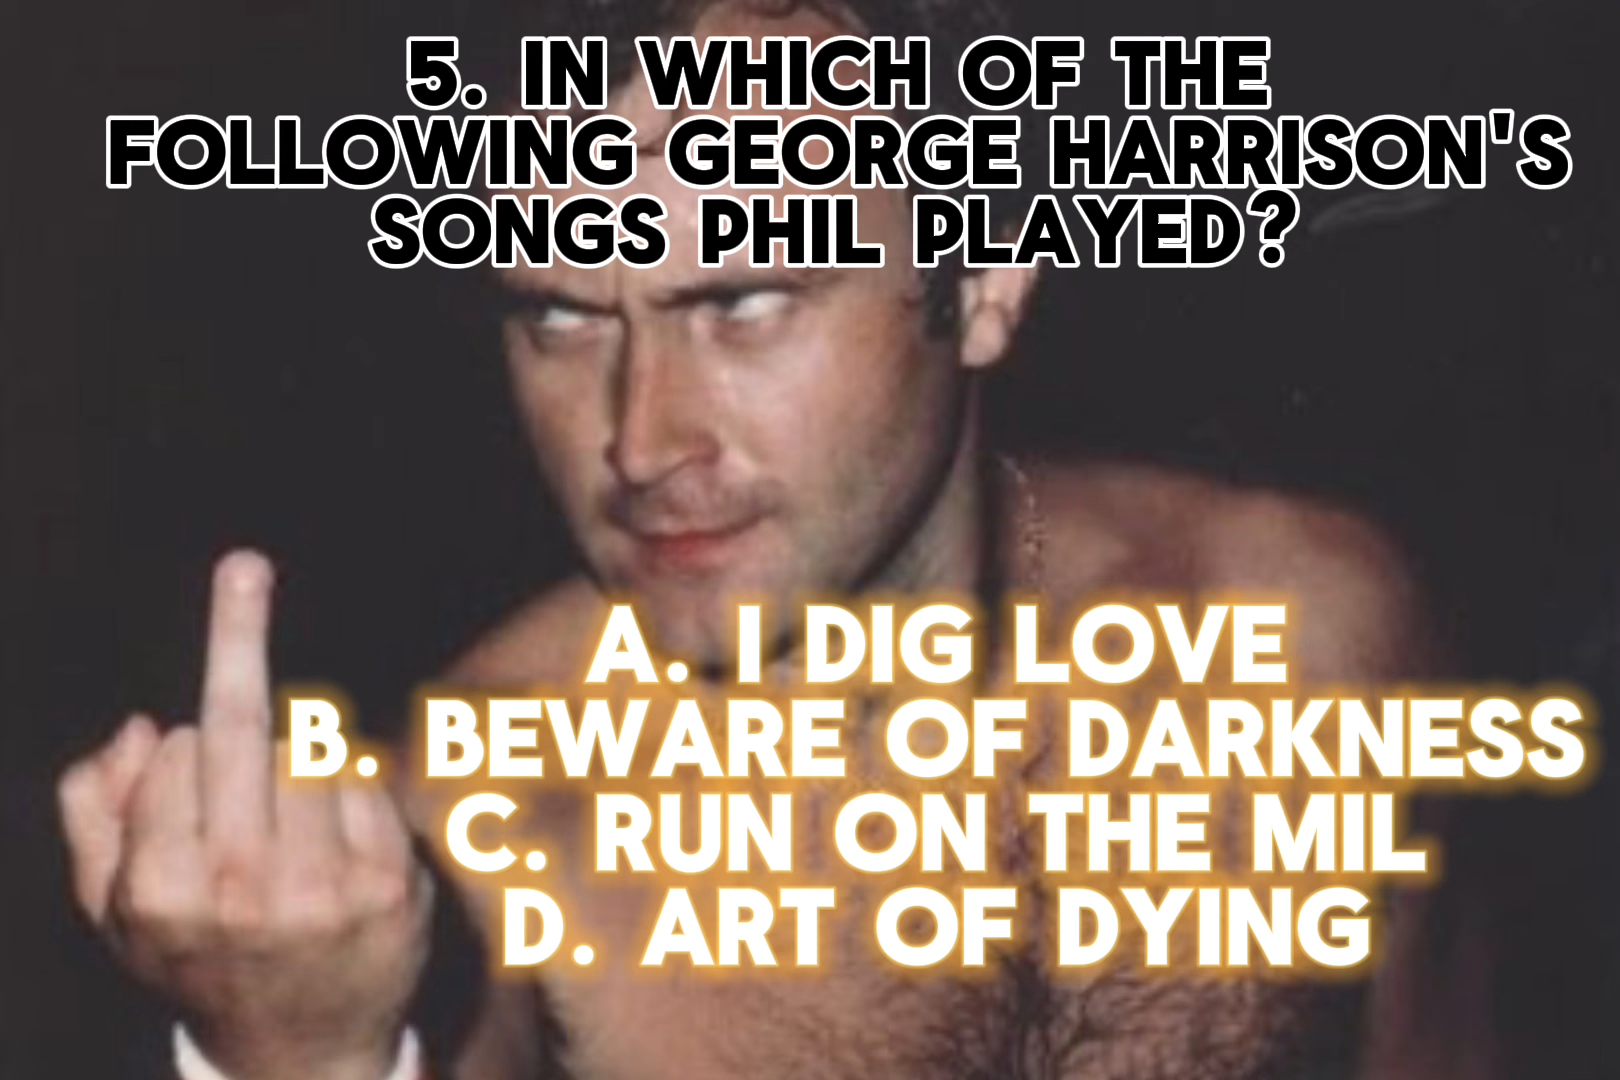 5. IN WHICH OF THE
FOLLOWING GEORGE HARRISON'S
SONGS PHIL PLAYED?
A. I DIG LOVE
B. BEWARE OF DARKNESS
C. RUN ON THE MIL
D. ART OF DYING